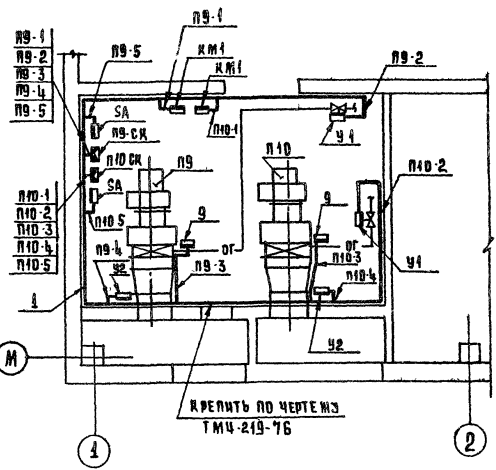 П9-1
П9-1
КМ1
П9-2
П9-5
КМ1
П9-2
П9-3
П9-4
П9-5
SA
П9-СК
П10-1
У1
П10СК
П9
П10
П10-2
SA
П10-1
П10-2
П10-3
П10-4
П10-5
П10 5
9
9
П9-4
У2
ОГ
ОГ
П9-3
П10-3
У1
П10-4
1
У2
М
КРЕПИТЬ ПО ЧЕРТЕЖУ
ТМ4-219-76
1
2